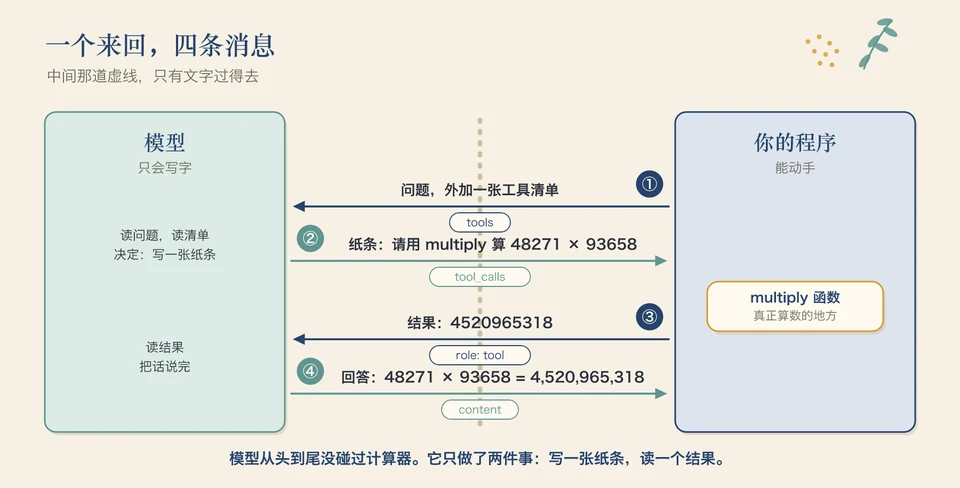 一个来回，四条消息
中间那道虚线，只有文字过得去
模型
只会写字
读问题，读清单
决定：写一张纸条
读结果
把话说完
①
问题，外加一张工具清单
tools
②
纸条：请用 multiply 算 48271 × 93658
tool_calls
③
结果：4520965318
role: tool
④
回答：48271 × 93658 = 4,520,965,318
content
你的程序
能动手
multiply 函数
真正算数的地方
模型从头到尾没碰过计算器。它只做了两件事：写一张纸条，读一个结果。